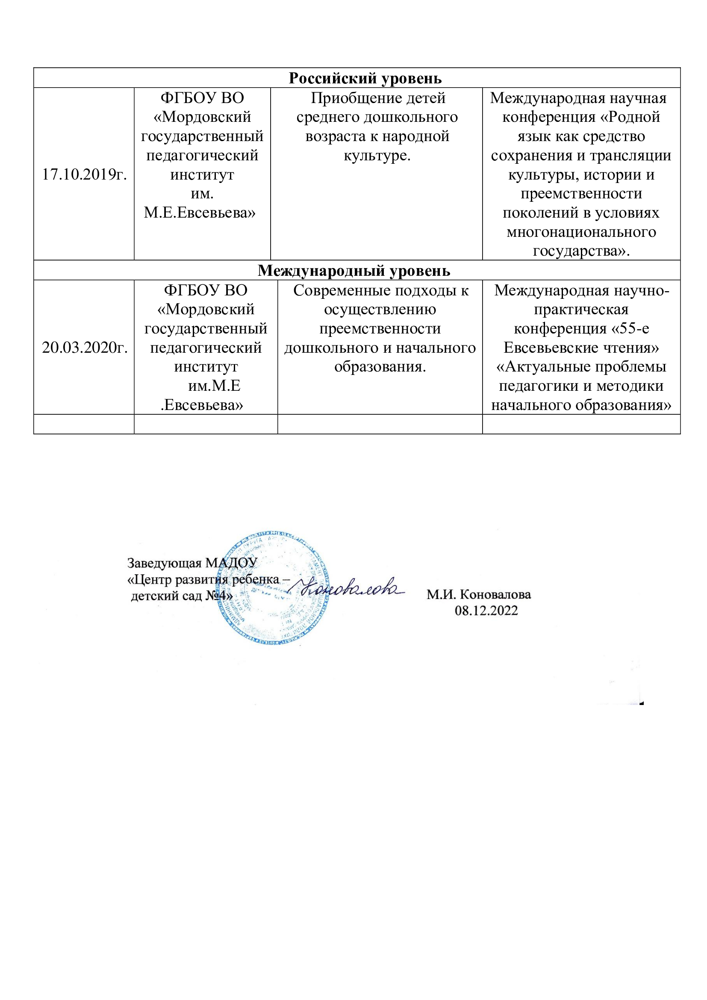 Российский уровень
17.10.2019г.
ФГБОУ ВО
«Мордовский
государственный
педагогический
институт
им.
М.Е.Евсевьева»
Приобщение детей
среднего дошкольного
возраста к народной
культуре.
Международная научная
конференция «Родной
язык как средство
сохранения и трансляции
культуры, истории и
преемственности
поколений в условиях
многонационального
государства».
Международный уровень
20.03.2020г.
ФГБОУ ВО
«Мордовский
государственный
педагогический
институт
им.М.Е
.Евсевьева»
Современные подходы к
осуществлению
преемственности
дошкольного и начального
образования.
Международная научно-
практическая
конференция «55-е
Евсевьевские чтения»
«Актуальные проблемы
педагогики и методики
начального образования»
Заведующая МАДОУ
«Центр развития ребенка –
детский сад №4»
Коновалова
М.И. Коновалова
08.12.2022